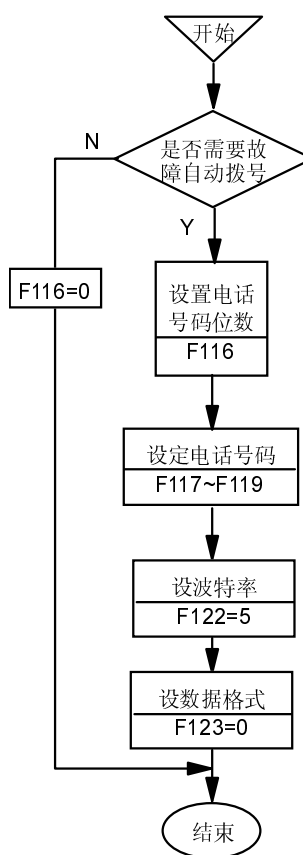 开始
是否需要故
障自动拨号
N
Y
F116=0
设置电话
号码位数
F116
设定电话号码
F117~F119
设波特率
F122=5
设数据格式
F123=0
结束